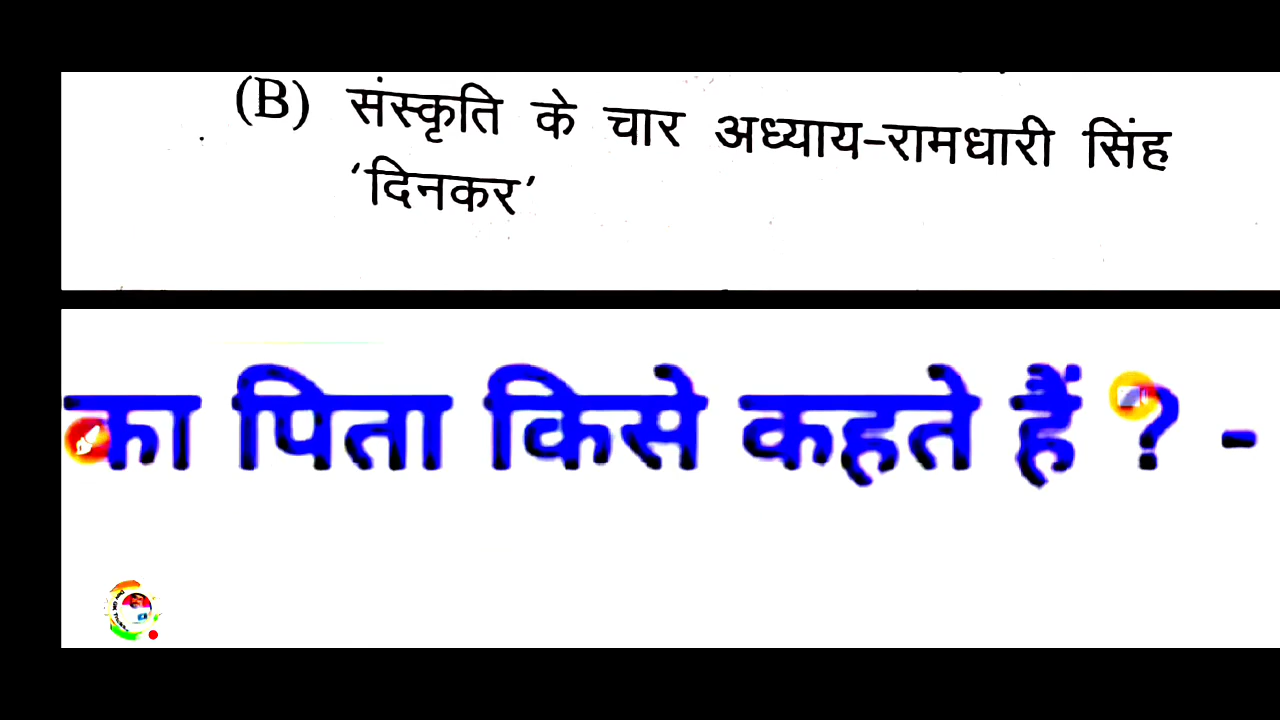 (B) संस्कृति के चार अध्याय-रामधारी सिंह
'दिनकर'
का पिता किसे कहते हैं ? -